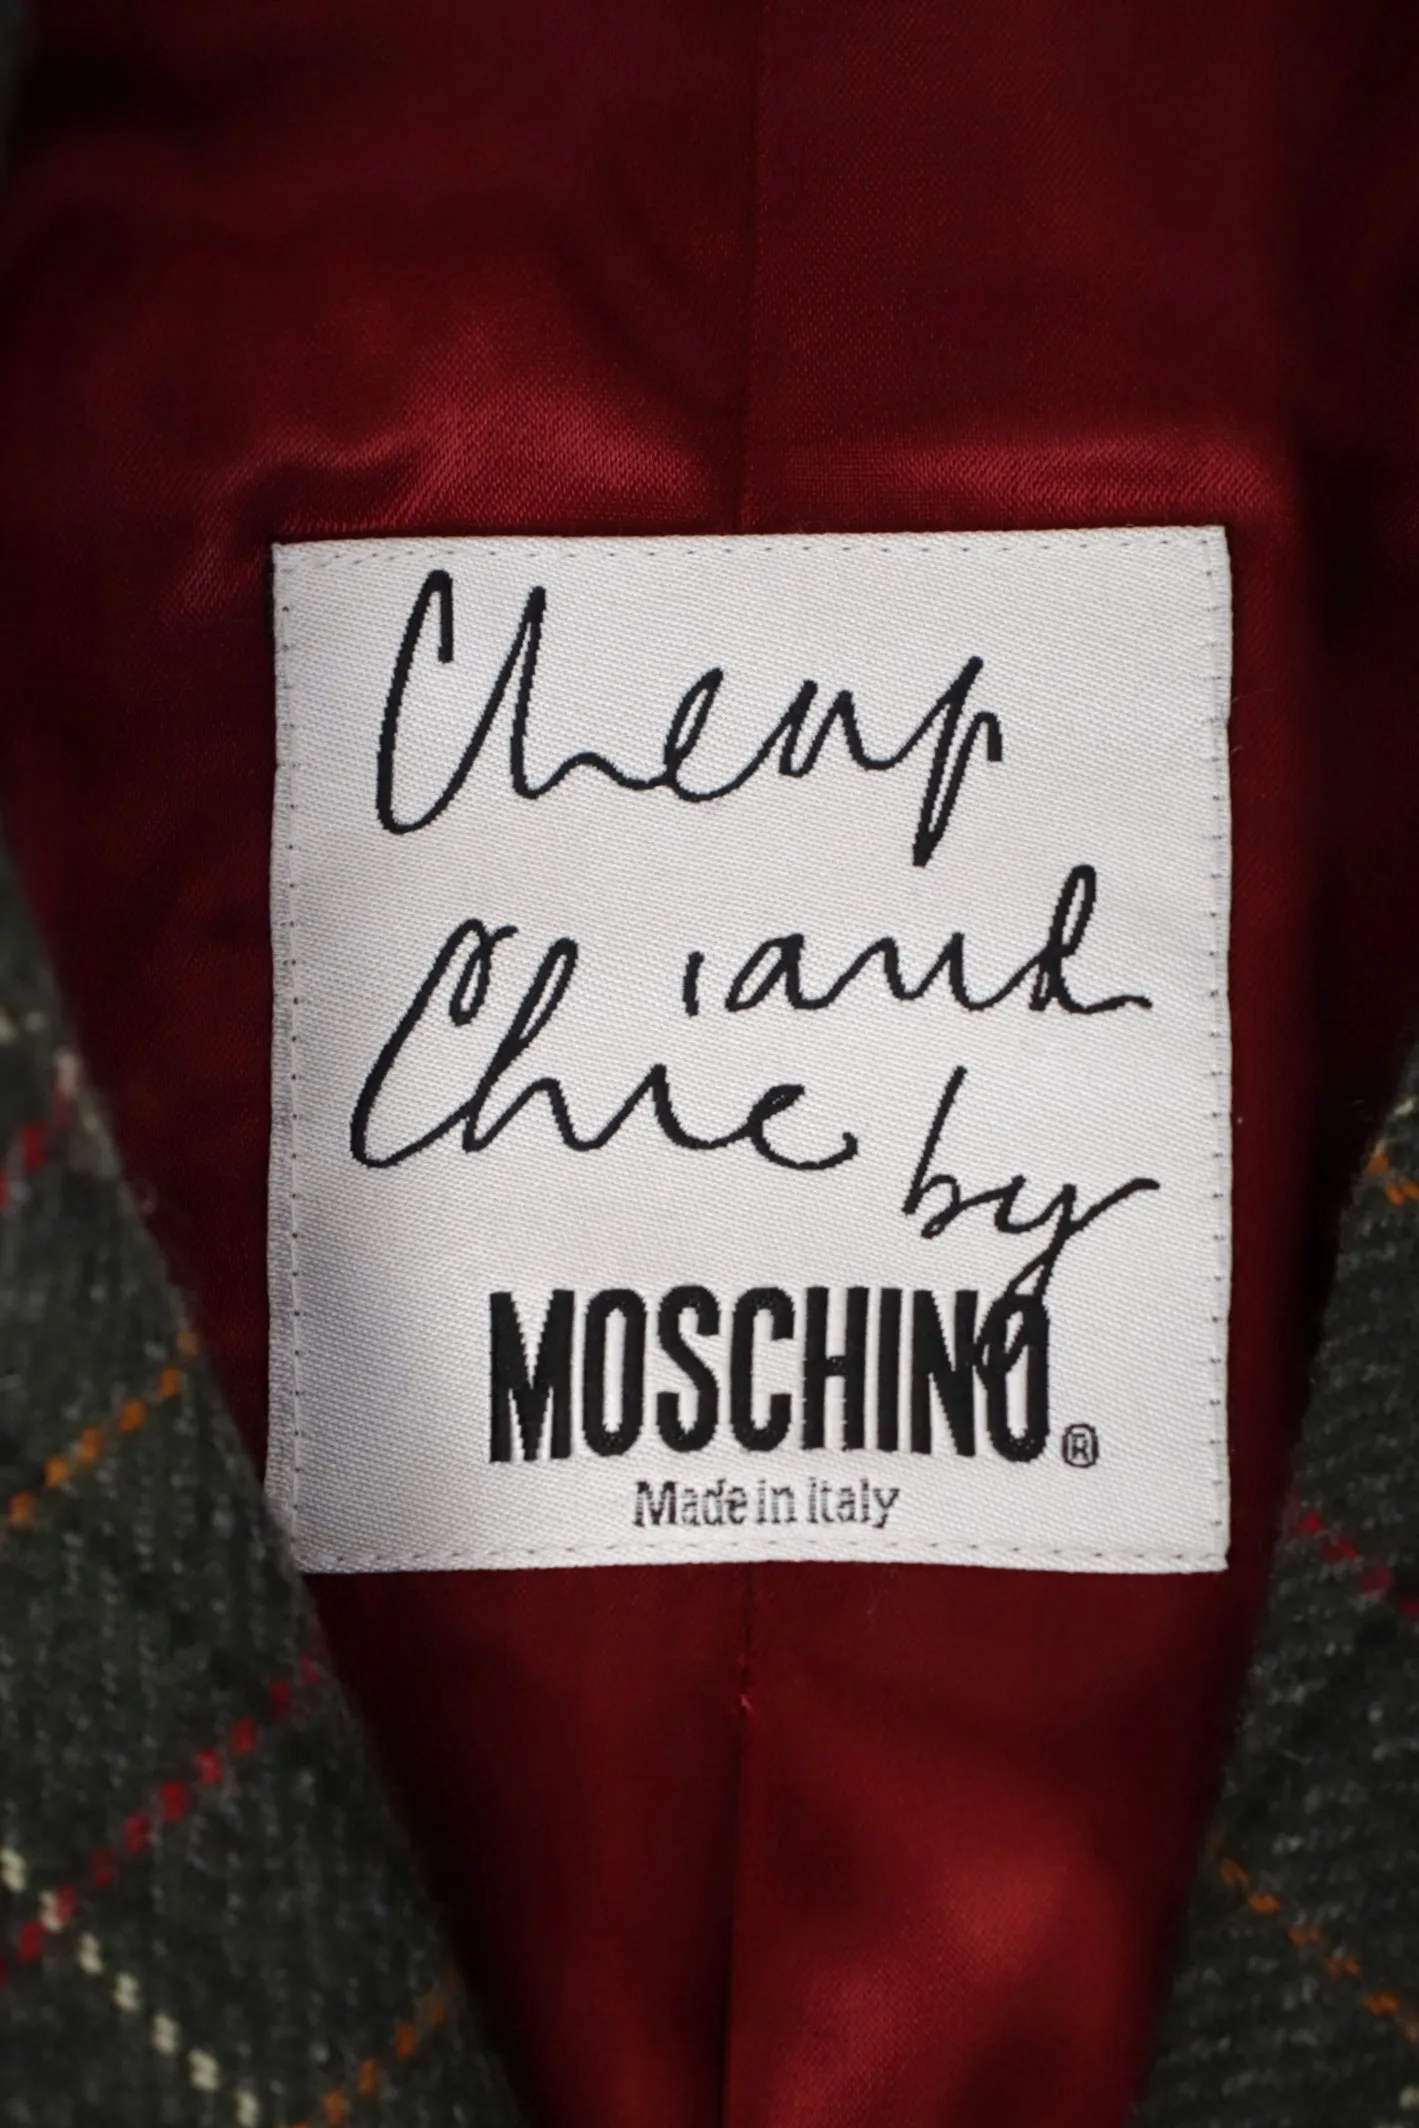 Cheap
and
Chic by
MOSCHINO®
Made in Italy